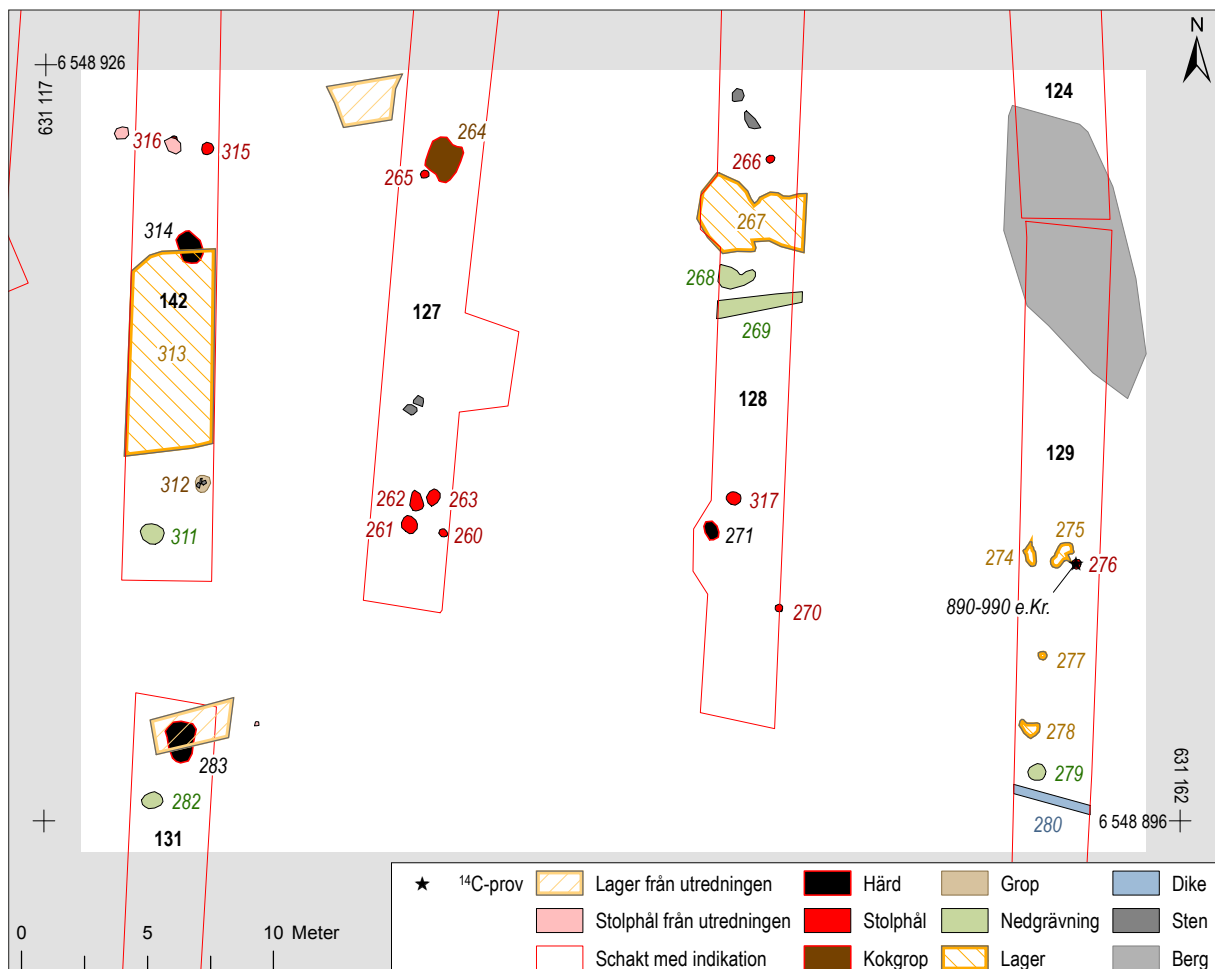 N
6 548 926
631 117
124
316
315
264
265
266
314
267
142
268
127
313
269
128
129
312
262
263
317
275
311
261
260
271
274
276
890-990 e.Kr.
270
277
278
283
631 162
279
282
280
6 548 896
131
14C-prov
Lager från utredningen
Härd
Grop
Dike
Stolphål från utredningen
Stolphål
Nedgrävning
Sten
Schakt med indikation
Kokgrop
Lager
Berg
0 5 10 Meter